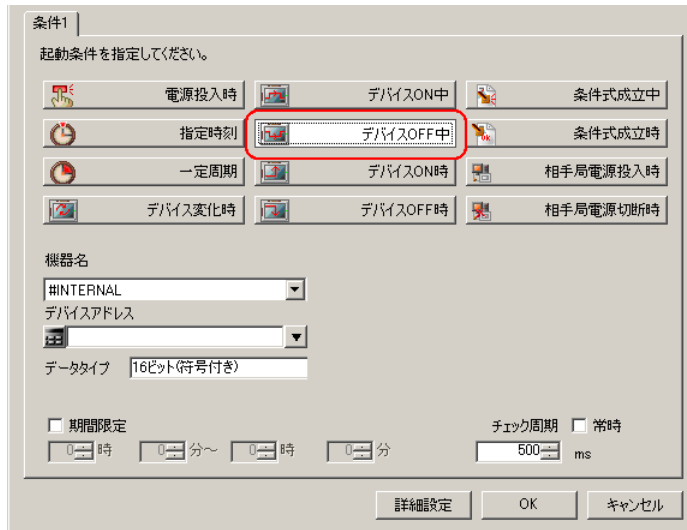 条件1
起動条件を指定してください。
電源投入時 デバイスON中 条件式成立中
指定時刻 デバイスOFF中 条件式成立時
一定周期 デバイスON時 相手局電源投入時
デバイス変化時 デバイスOFF時 相手局電源切断時
機器名
#INTERNAL
デバイスアドレス
データタイプ 16ビット(符号付き)
期間限定 チェック周期 常時
0 時 0 分~ 0 時 0 分 500 ms
詳細設定 OK キャンセル